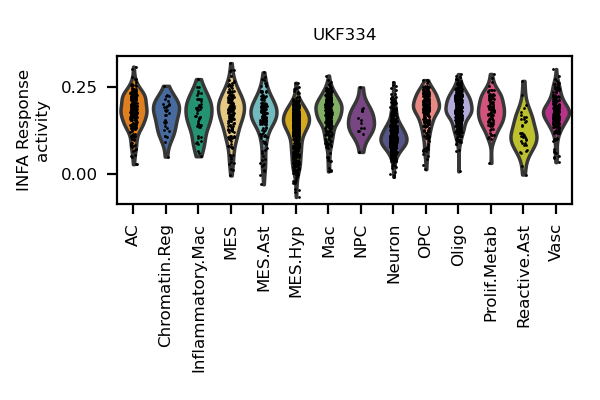 UKF334
INFA Response
activity
0.25
0.00
AC
Chromatin.Reg
Inflammatory.Mac
MES
MES.Ast
MES.Hyp
Mac
NPC
Neuron
OPC
Oligo
Prolif.Metab
Reactive.Ast
Vasc